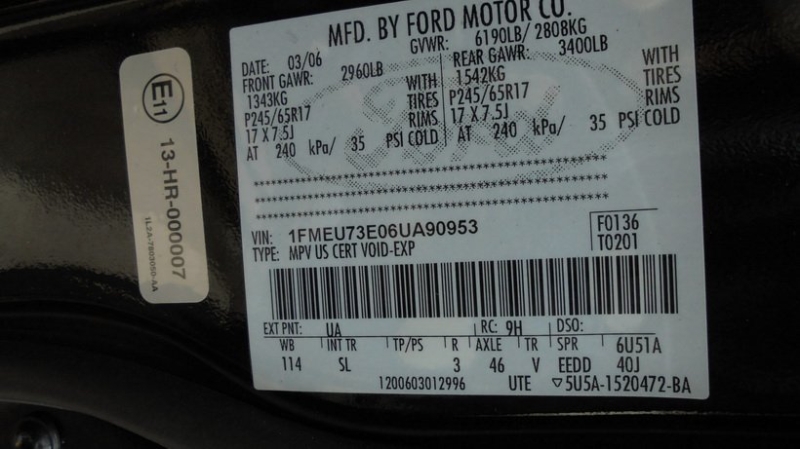 MFD. BY FORD MOTOR CO.
DATE: 03/06 GVWR: 6190LB/ 2808KG
FRONT GAWR: 2960LB REAR GAWR: 3400LB
1343KG WITH 1542KG WITH
P245/65R17 TIRES P245/65R17 TIRES
17 X 7.5J RIMS 17 X 7.5J RIMS
AT 240 kPa/ 35 PSI COLD AT 240 kPa/ 35 PSI COLD
VIN: 1FMEU73E06UA90953 F0136
TYPE: MPV US CERT VOID-EXP T0201
EXT PNT: UA RC: 9H DSO:
WB INT TR TP/PS R AXLE TR SPR 6U51A
114 SL 3 46 V EEDD 40J
1200603012996 UTE ▽5U5A-1520472-BA
E11
13-HR-000007
1L2A-7803050-AA